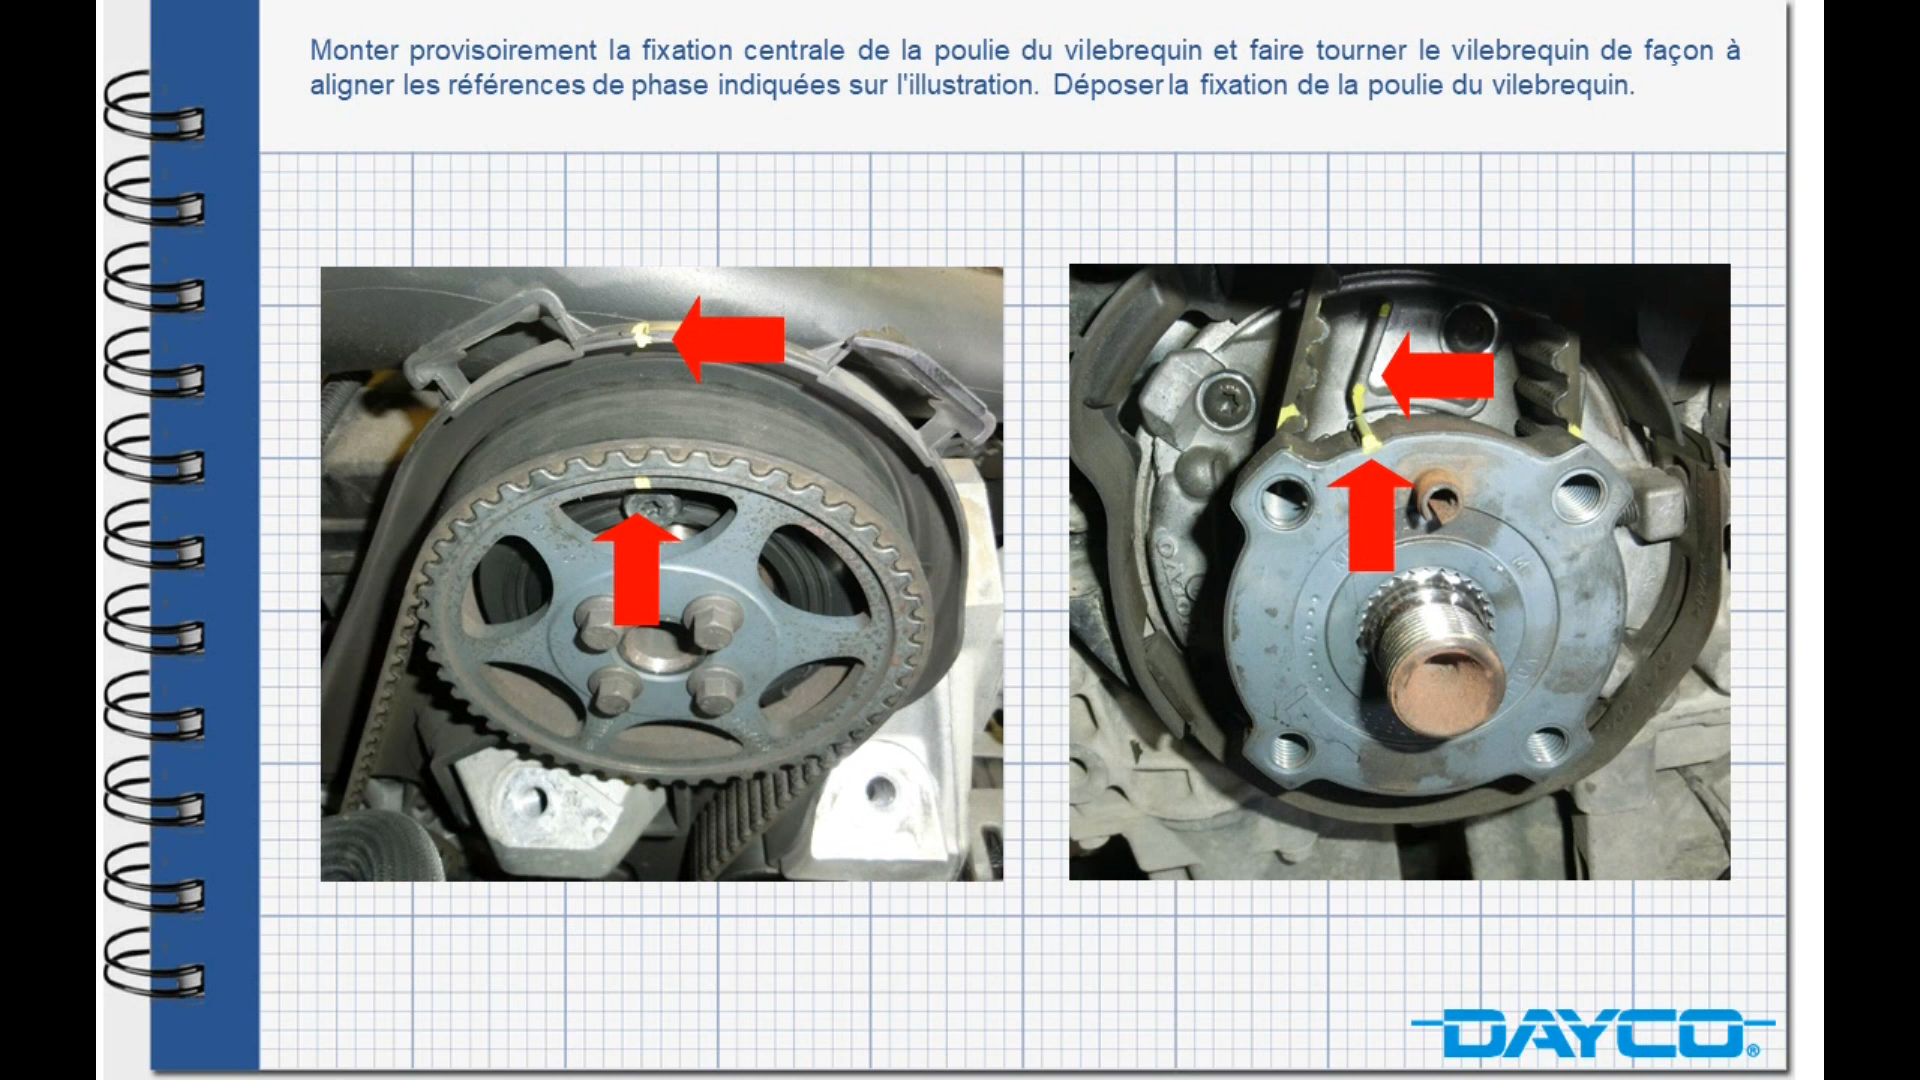 Monter provisoirement la fixation centrale de la poulie du vilebrequin et faire tourner le vilebrequin de façon à
aligner les références de phase indiquées sur l'illustration. Déposer la fixation de la poulie du vilebrequin.
DAYCO®